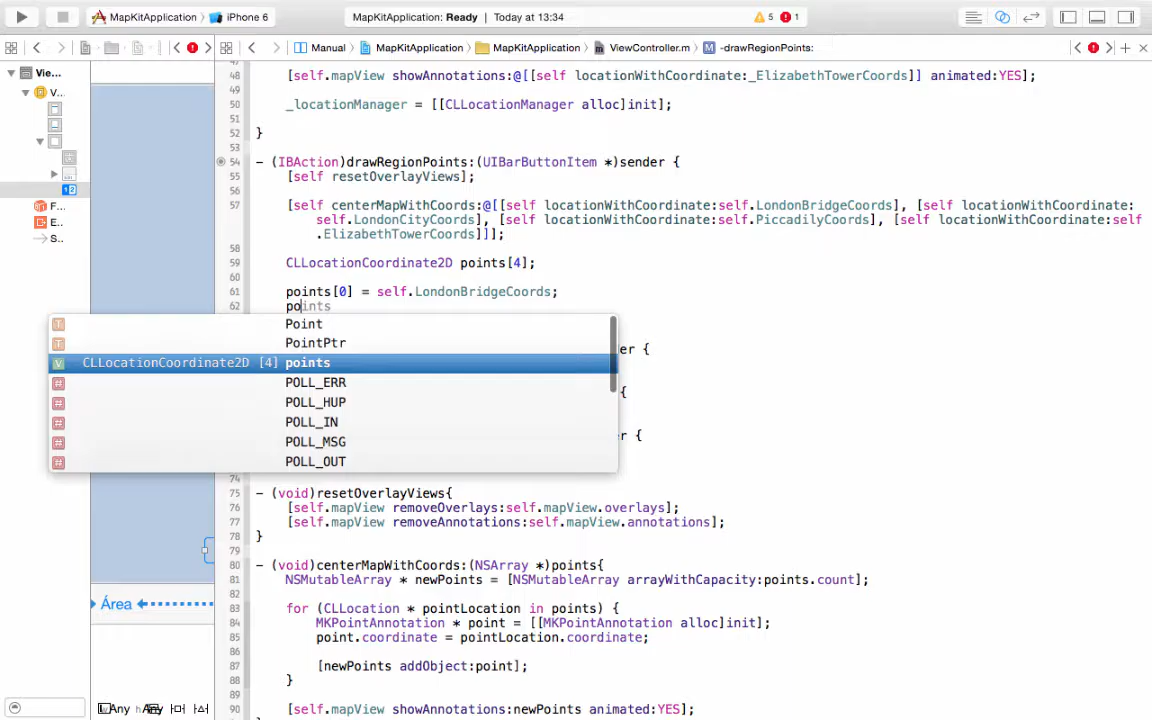 MapKitApplication
iPhone 6
MapKitApplication: Ready
Today at 13:34
5
1
Manual
MapKitApplication
MapKitApplication
ViewController.m
-drawRegionPoints:
Vie...
V...
F...
E...
S..
48 [self.mapView showAnnotations:@[[self locationWithCoordinate:_ElizabethTowerCoords]] animated:YES];
49
50 _locationManager = [[CLLocationManager alloc]init];
51
52 }
53
54 - (IBAction)drawRegionPoints:(UIBarButtonItem *)sender {
55 [self resetOverlayViews];
56
57 [self centerMapWithCoords:@[[self locationWithCoordinate:self.LondonBridgeCoords], [self locationWithCoordinate:
self.LondonCityCoords], [self locationWithCoordinate:self.PiccadilyCoords], [self locationWithCoordinate:self
.ElizabethTowerCoords]]];
58
59 CLLocationCoordinate2D points[4];
60
61 points[0] = self.LondonBridgeCoords;
62 points
Point
PointPtr
er {
CLLocationCoordinate2D [4] points
POLL_ERR
{
POLL_HUP
POLL_IN
r {
POLL_MSG
POLL_OUT
74
75 - (void)resetOverlayViews{
76 [self.mapView removeOverlays:self.mapView.overlays];
77 [self.mapView removeAnnotations:self.mapView.annotations];
78 }
79
80 - (void)centerMapWithCoords:(NSArray *)points{
81 NSMutableArray * newPoints = [NSMutableArray arrayWithCapacity:points.count];
82
83 for (CLLocation * pointLocation in points) {
84 MKPointAnnotation * point = [[MKPointAnnotation alloc]init];
85 point.coordinate = pointLocation.coordinate;
86
87 [newPoints addObject:point];
88 }
89
90 [self.mapView showAnnotations:newPoints animated:YES];
Área
Any
Any